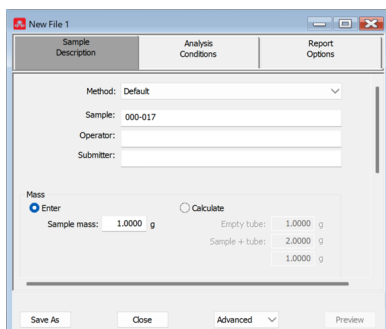 New File 1
Sample Description
Analysis Conditions
Report Options
Method: Default
Sample: 000-017
Operator:
Submitter:
Mass
Enter
Calculate
Sample mass: 1.0000 g
Empty tube: 1.0000 g
Sample + tube: 2.0000 g
1.0000 g
Save As
Close
Advanced
Preview